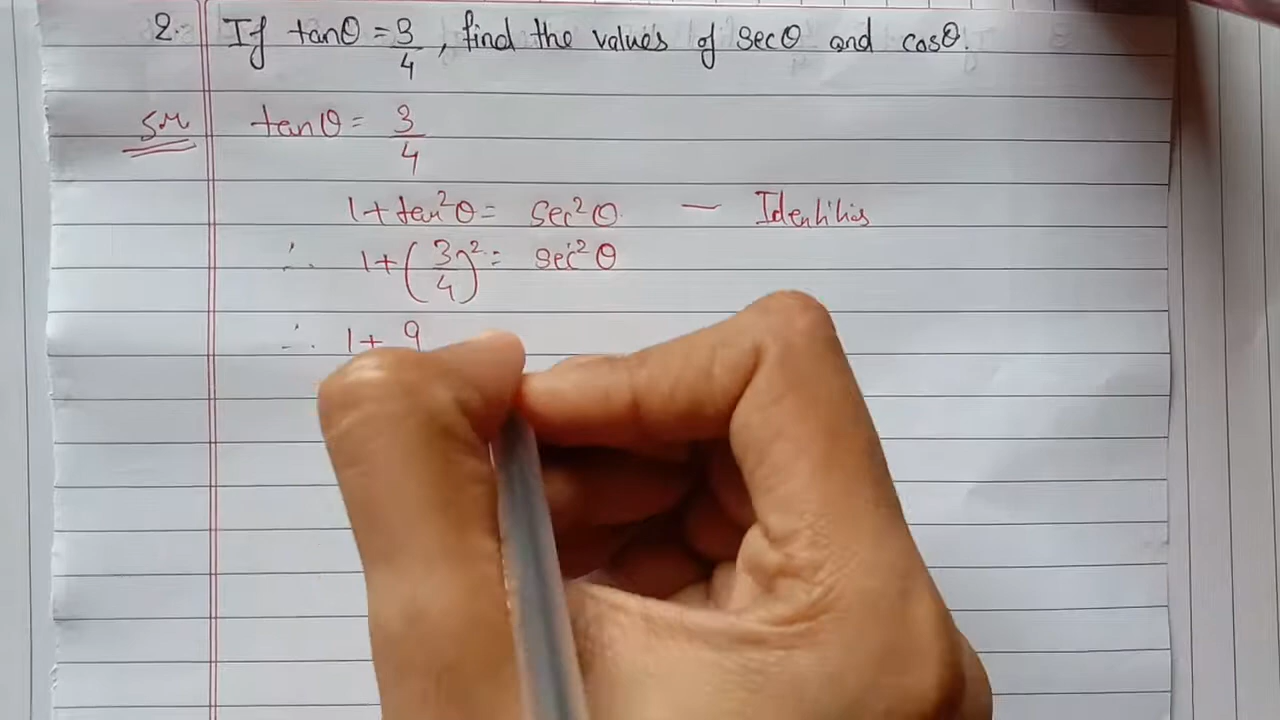 2. If tanθ = 3/4, find the values of secθ and cosθ.
Soln tanθ = 3/4
1 + tan²θ = sec²θ — Identities
∴ 1 + (3/4)² = sec²θ
∴ 1 + 9